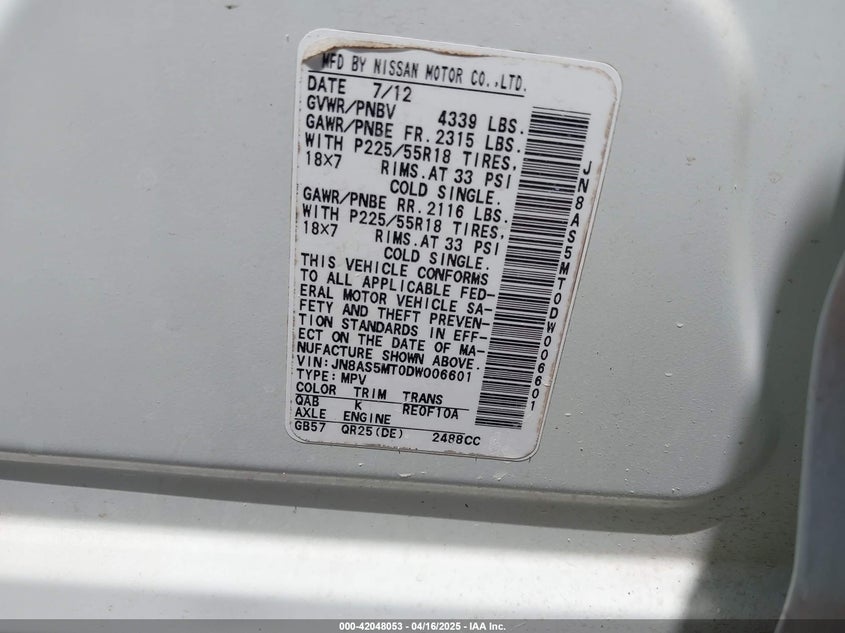 MFD BY NISSAN MOTOR CO.,LTD.
DATE 7/12
GVWR/PNBV 4339 LBS.
GAWR/PNBE FR. 2315 LBS.
WITH P225/55R18 TIRES,
18X7 RIMS.AT 33 PSI
COLD SINGLE.
GAWR/PNBE RR. 2116 LBS.
WITH P225/55R18 TIRES,
18X7 RIMS.AT 33 PSI
COLD SINGLE.
THIS VEHICLE CONFORMS
TO ALL APPLICABLE FED-
ERAL MOTOR VEHICLE SA-
FETY AND THEFT PREVEN-
TION STANDARDS IN EFF-
ECT ON THE DATE OF MA-
NUFACTURE SHOWN ABOVE.
VIN:JN8AS5MT0DW006601
TYPE:MPV
COLOR TRIM TRANS
QAB K RE0F10A
AXLE ENGINE
GB57 QR25(DE) 2488CC
JN8AS5MT0DW006601
000-42048053 - 04/16/2025 - IAA Inc.